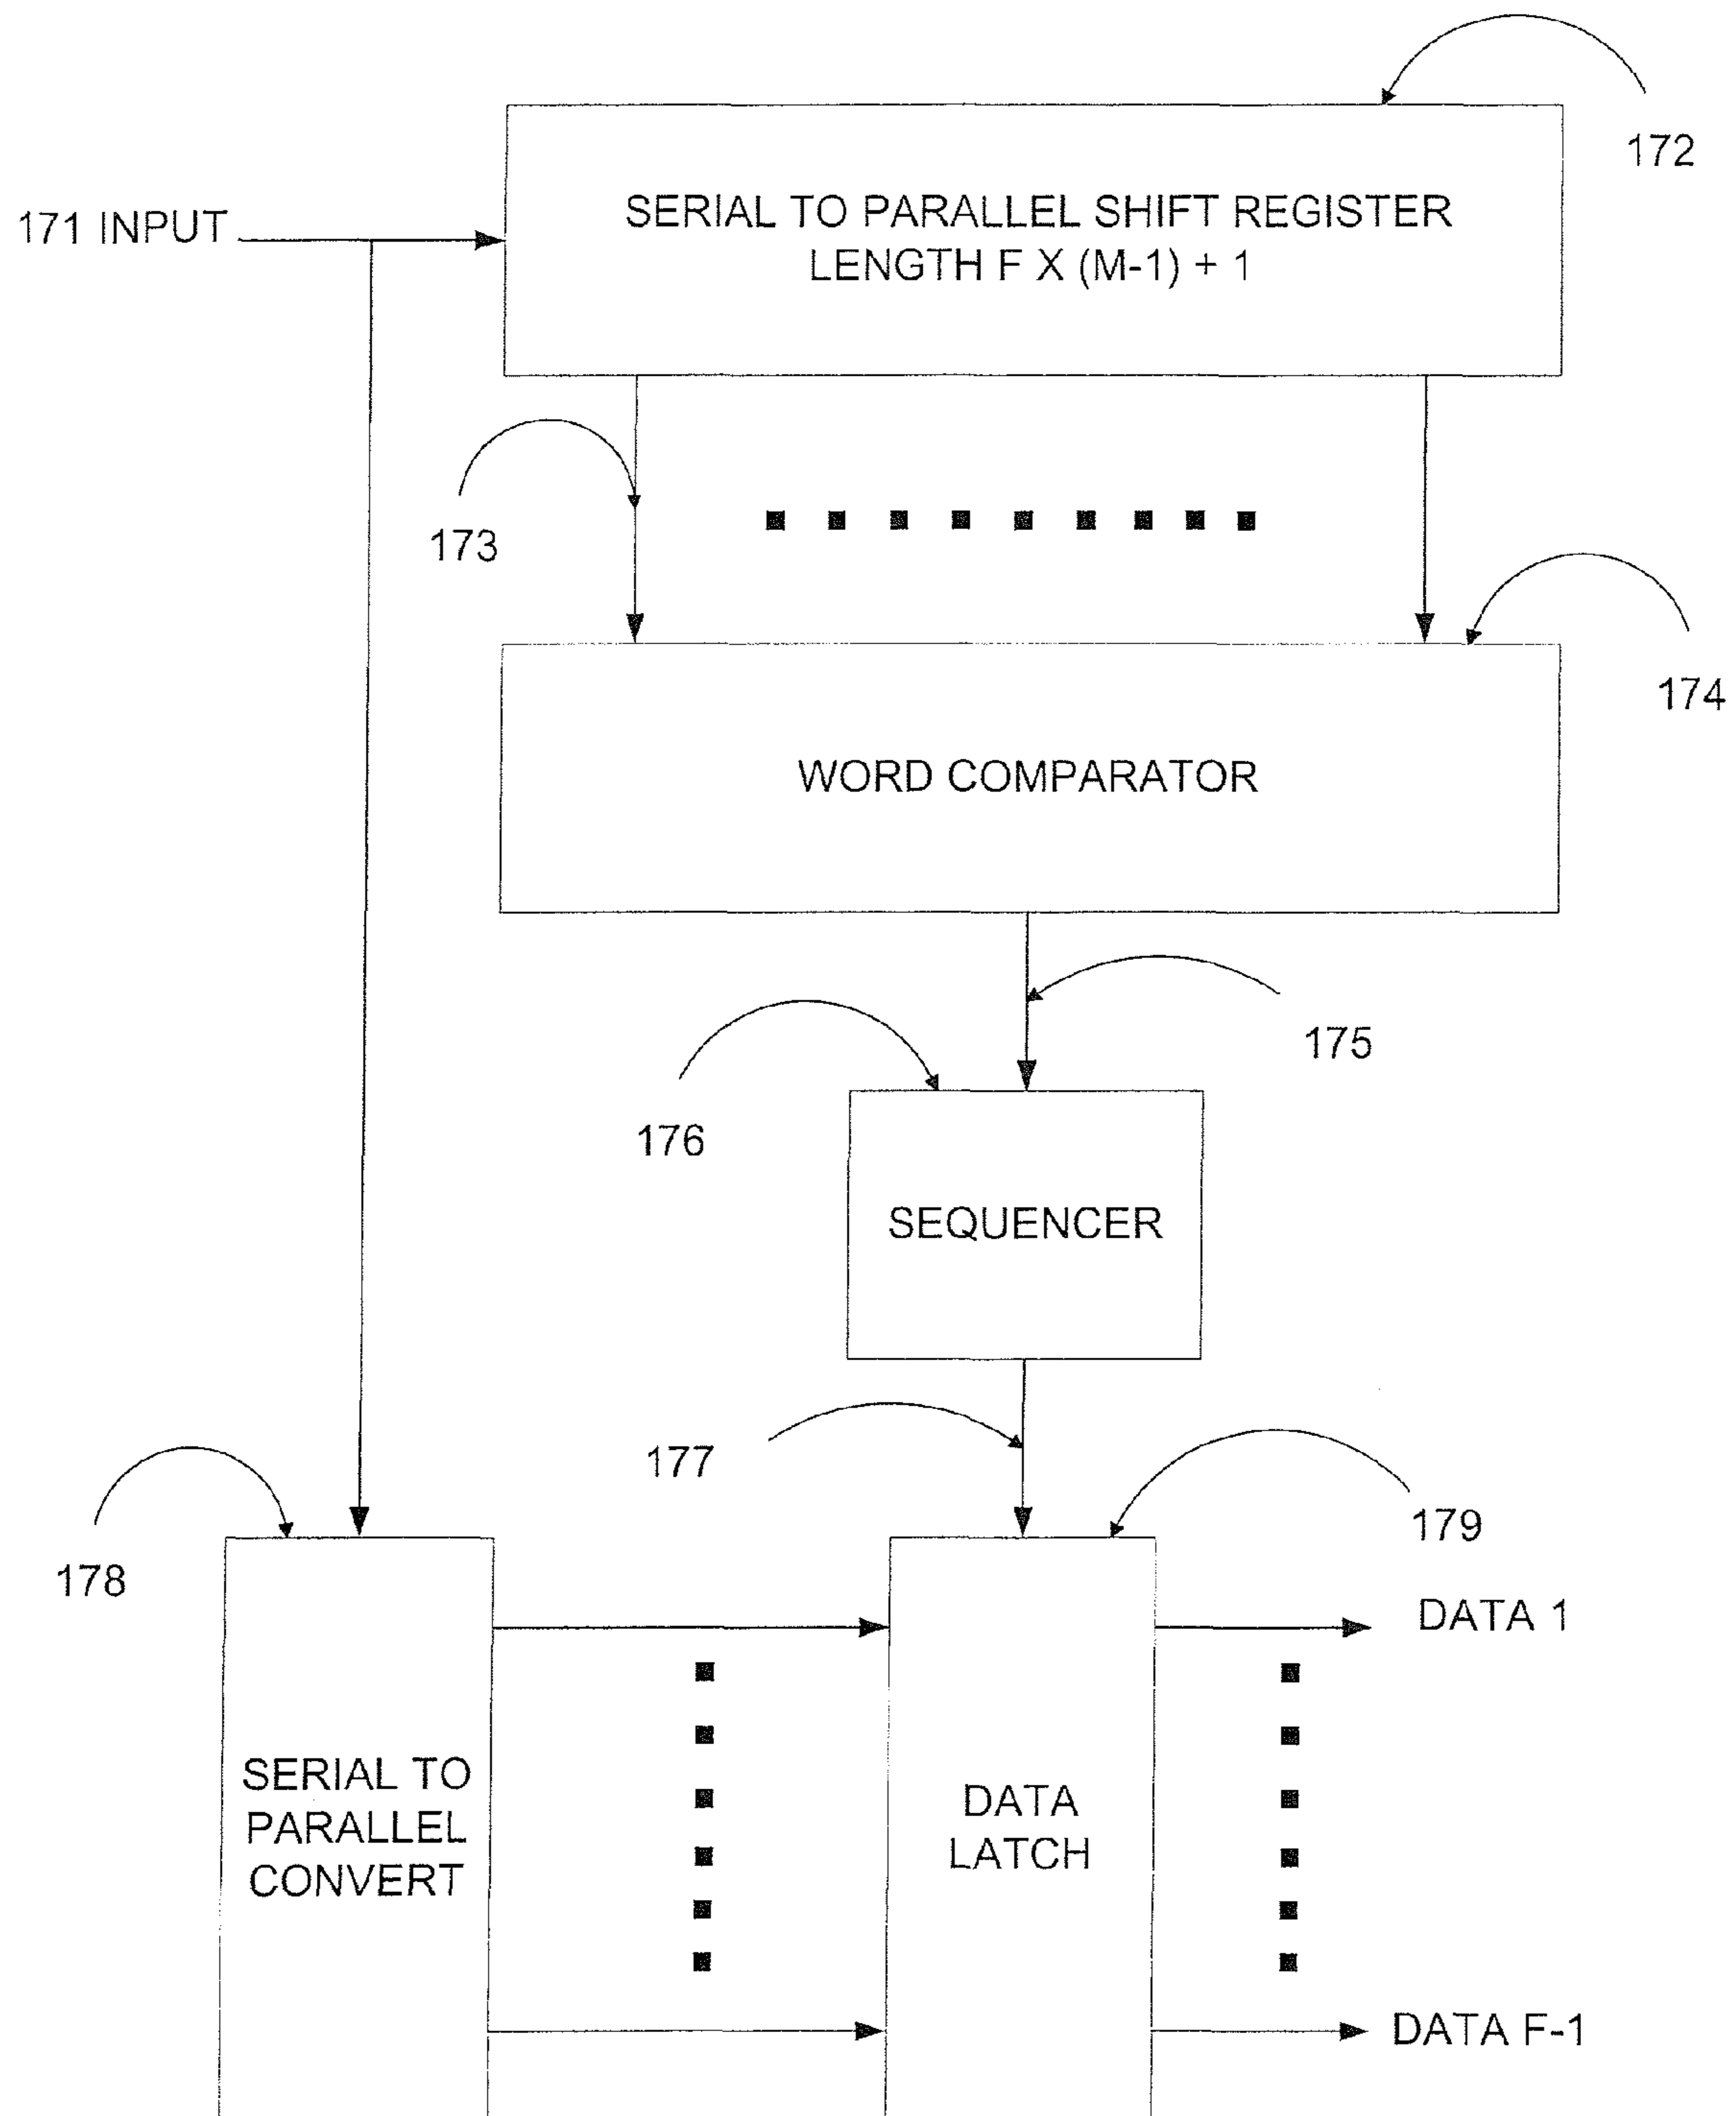 172
171 INPUT
SERIAL TO PARALLEL SHIFT REGISTER
LENGTH F X (M-1) + 1
173
174
WORD COMPARATOR
175
176
SEQUENCER
177
179
178
DATA 1
SERIAL TO
PARALLEL
CONVERT
DATA
LATCH
DATA F-1